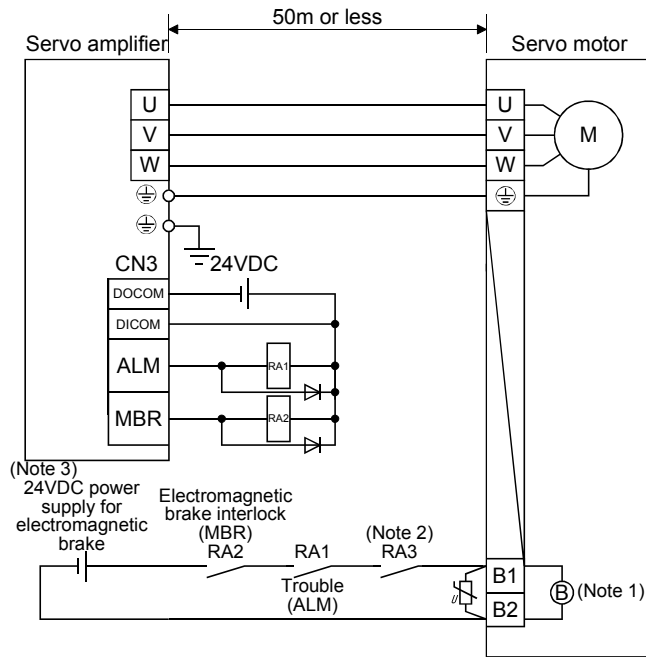 50m or less
Servo amplifier
Servo motor
U
U
V
V
M
W
W
CN3
24VDC
DOCOM
DICOM
ALM
RA1
MBR
RA2
(Note 3)
24VDC power
supply for
electromagnetic
brake
Electromagnetic
brake interlock
(MBR)
RA2
RA1
Trouble
(ALM)
(Note 2)
RA3
U
B1
B2
B
(Note 1)